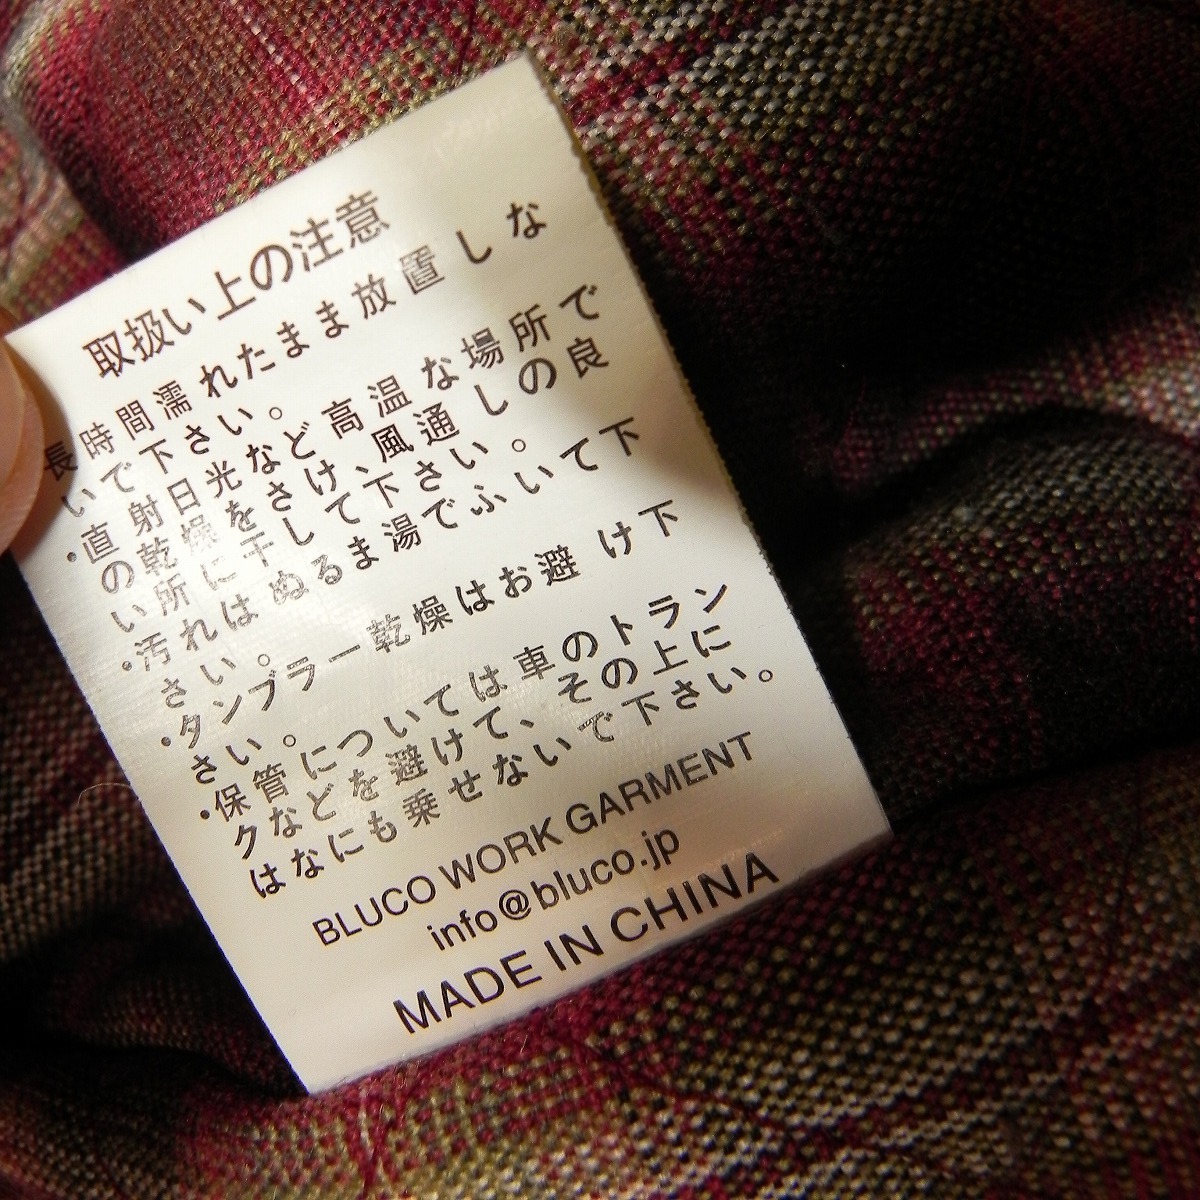 取扱い上の注意
長時間濡れたまま放置しな
いで下さい。
・直射日光など高温な場所で
の乾燥をさけ、風通しの良
い所に干して下さい。
・汚れはぬるま湯でふいて下
さい。
・タンブラー乾燥はお避け下
さい。
・保管については車のトラン
クなどを避けて、その上に
はなにも乗せないで下さい。
BLUCO WORK GARMENT
info@bluco.jp
MADE IN CHINA